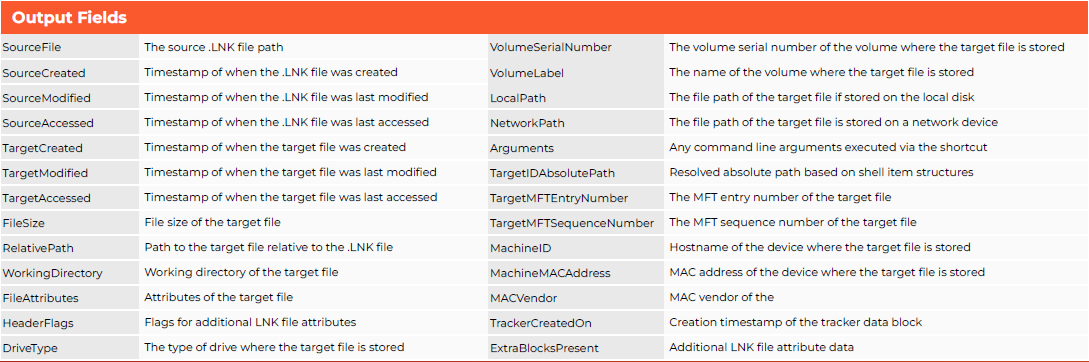 Output Fields
SourceFile The source .LNK file path
SourceCreated Timestamp of when the .LNK file was created
SourceModified Timestamp of when the .LNK file was last modified
SourceAccessed Timestamp of when the .LNK file was last accessed
TargetCreated Timestamp of when the target file was created
TargetModified Timestamp of when the target file was last modified
TargetAccessed Timestamp of when the target file was last accessed
FileSize File size of the target file
RelativePath Path to the target file relative to the .LNK file
WorkingDirectory Working directory of the target file
FileAttributes Attributes of the target file
HeaderFlags Flags for additional LNK file attributes
DriveType The type of drive where the target file is stored
VolumeSerialNumber The volume serial number of the volume where the target file is stored
VolumeLabel The name of the volume where the target file is stored
LocalPath The file path of the target file if stored on the local disk
NetworkPath The file path of the target file is stored on a network device
Arguments Any command line arguments executed via the shortcut
TargetIDAbsolutePath Resolved absolute path based on shell item structures
TargetMFTEntryNumber The MFT entry number of the target file
TargetMFTSequenceNumber The MFT sequence number of the target file
MachineID Hostname of the device where the target file is stored
MachineMACAddress MAC address of the device where the target file is stored
MACVendor MAC vendor of the
TrackerCreatedOn Creation timestamp of the tracker data block
ExtraBlocksPresent Additional LNK file attribute data